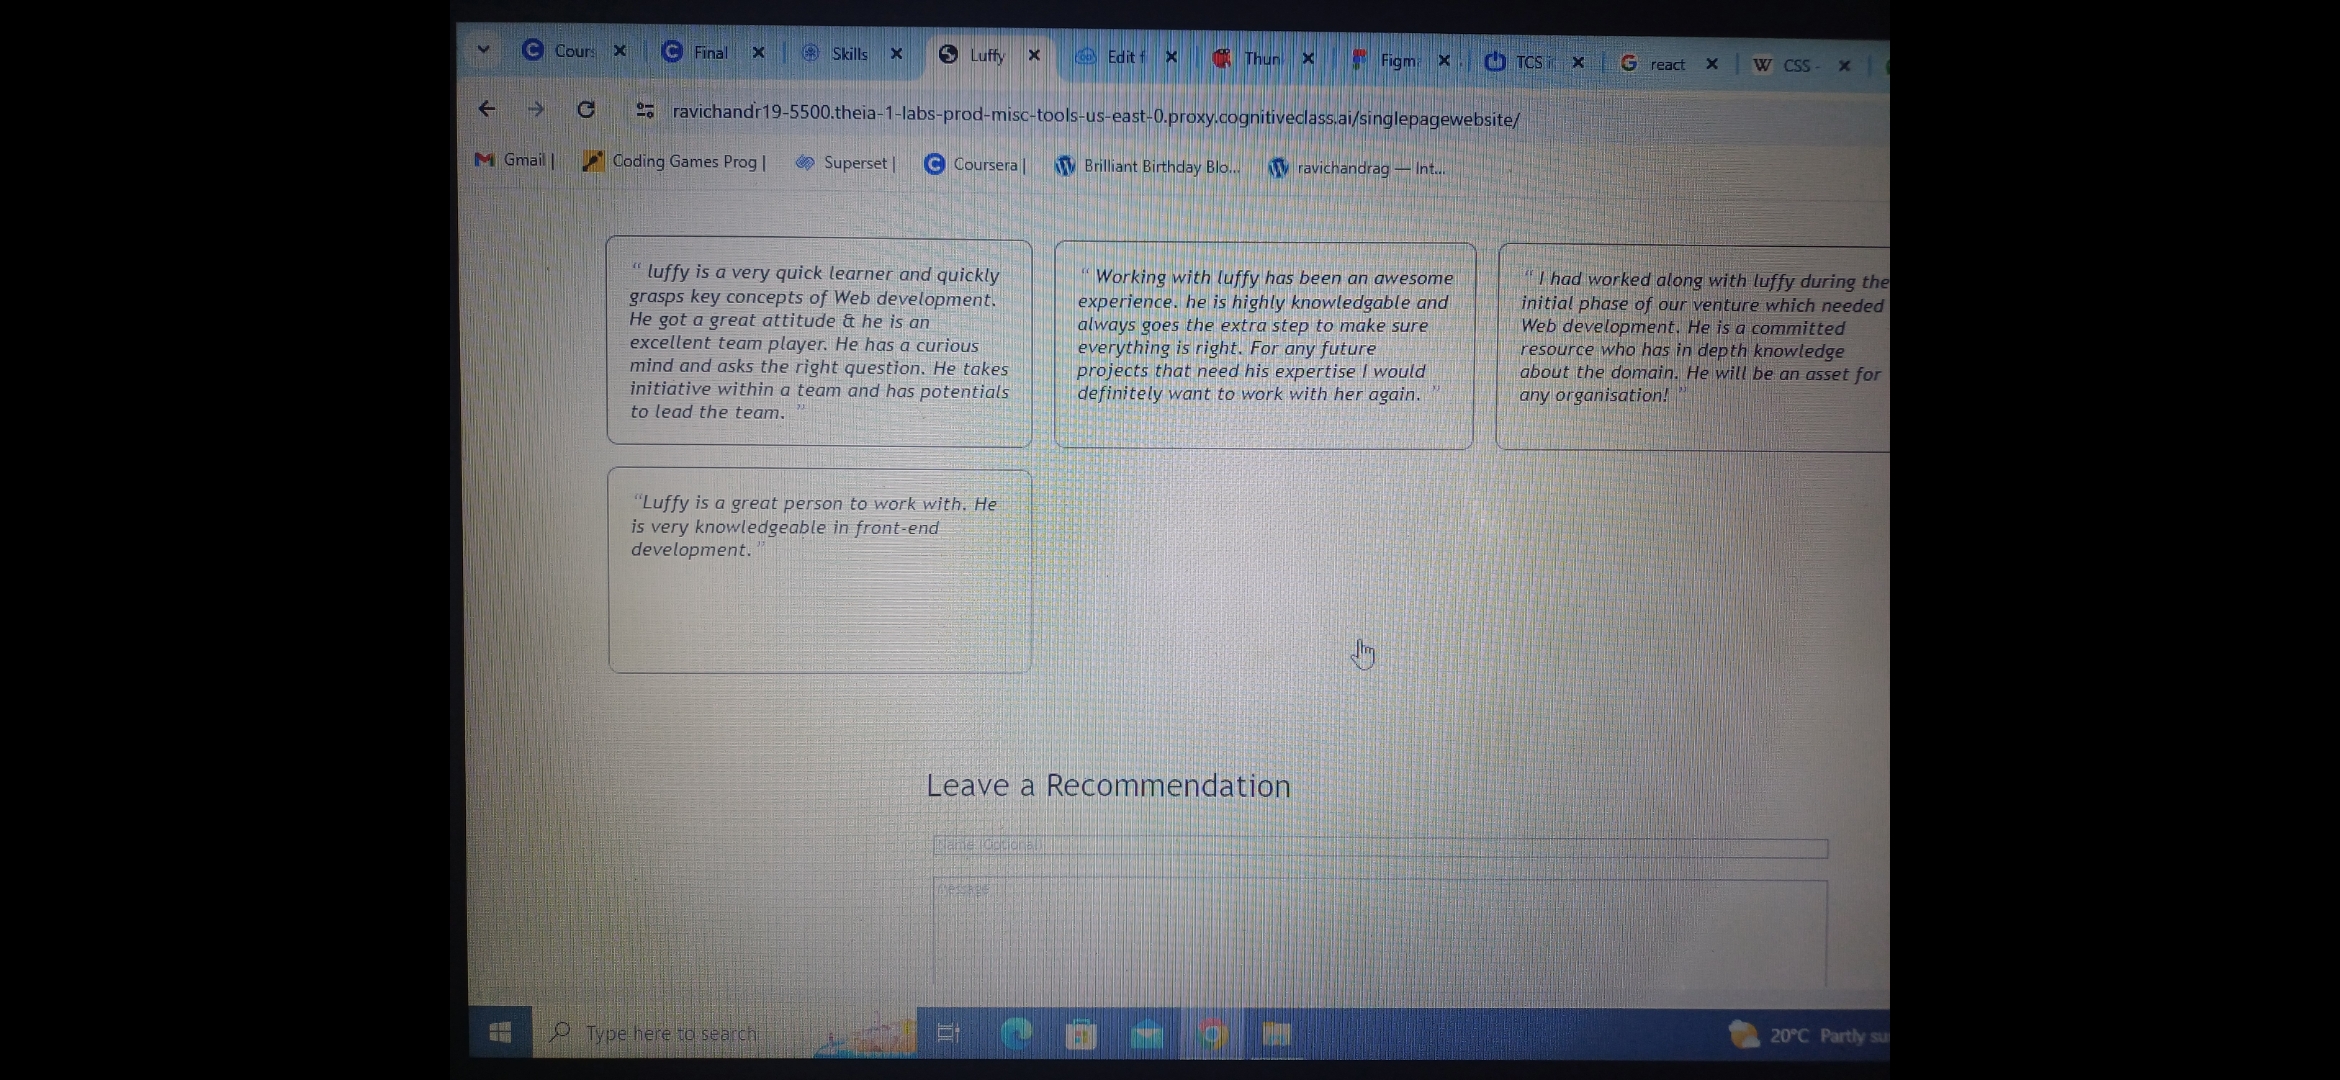 Cours
Final
Skills
Luffy
Edit f
Thun
Figm
TCS i
react
CSS -
ravichandr19-5500.theia-1-labs-prod-misc-tools-us-east-0.proxy.cognitiveclass.ai/singlepagewebsite/
Gmail |
Coding Games Prog |
Superset |
Coursera |
Brilliant Birthday Blo...
ravichandrag — Int...
“ luffy is a very quick learner and quickly
grasps key concepts of Web development.
He got a great attitude & he is an
excellent team player. He has a curious
mind and asks the right question. He takes
initiative within a team and has potentials
to lead the team. ”
“ Working with luffy has been an awesome
experience. he is highly knowledgable and
always goes the extra step to make sure
everything is right. For any future
projects that need his expertise I would
definitely want to work with her again. ”
“ I had worked along with luffy during the
initial phase of our venture which needed
Web development. He is a committed
resource who has in depth knowledge
about the domain. He will be an asset for
any organisation! ”
“Luffy is a great person to work with. He
is very knowledgeable in front-end
development. ”
Leave a Recommendation
Name (Optional)
Message
Type here to search
20°C Partly su